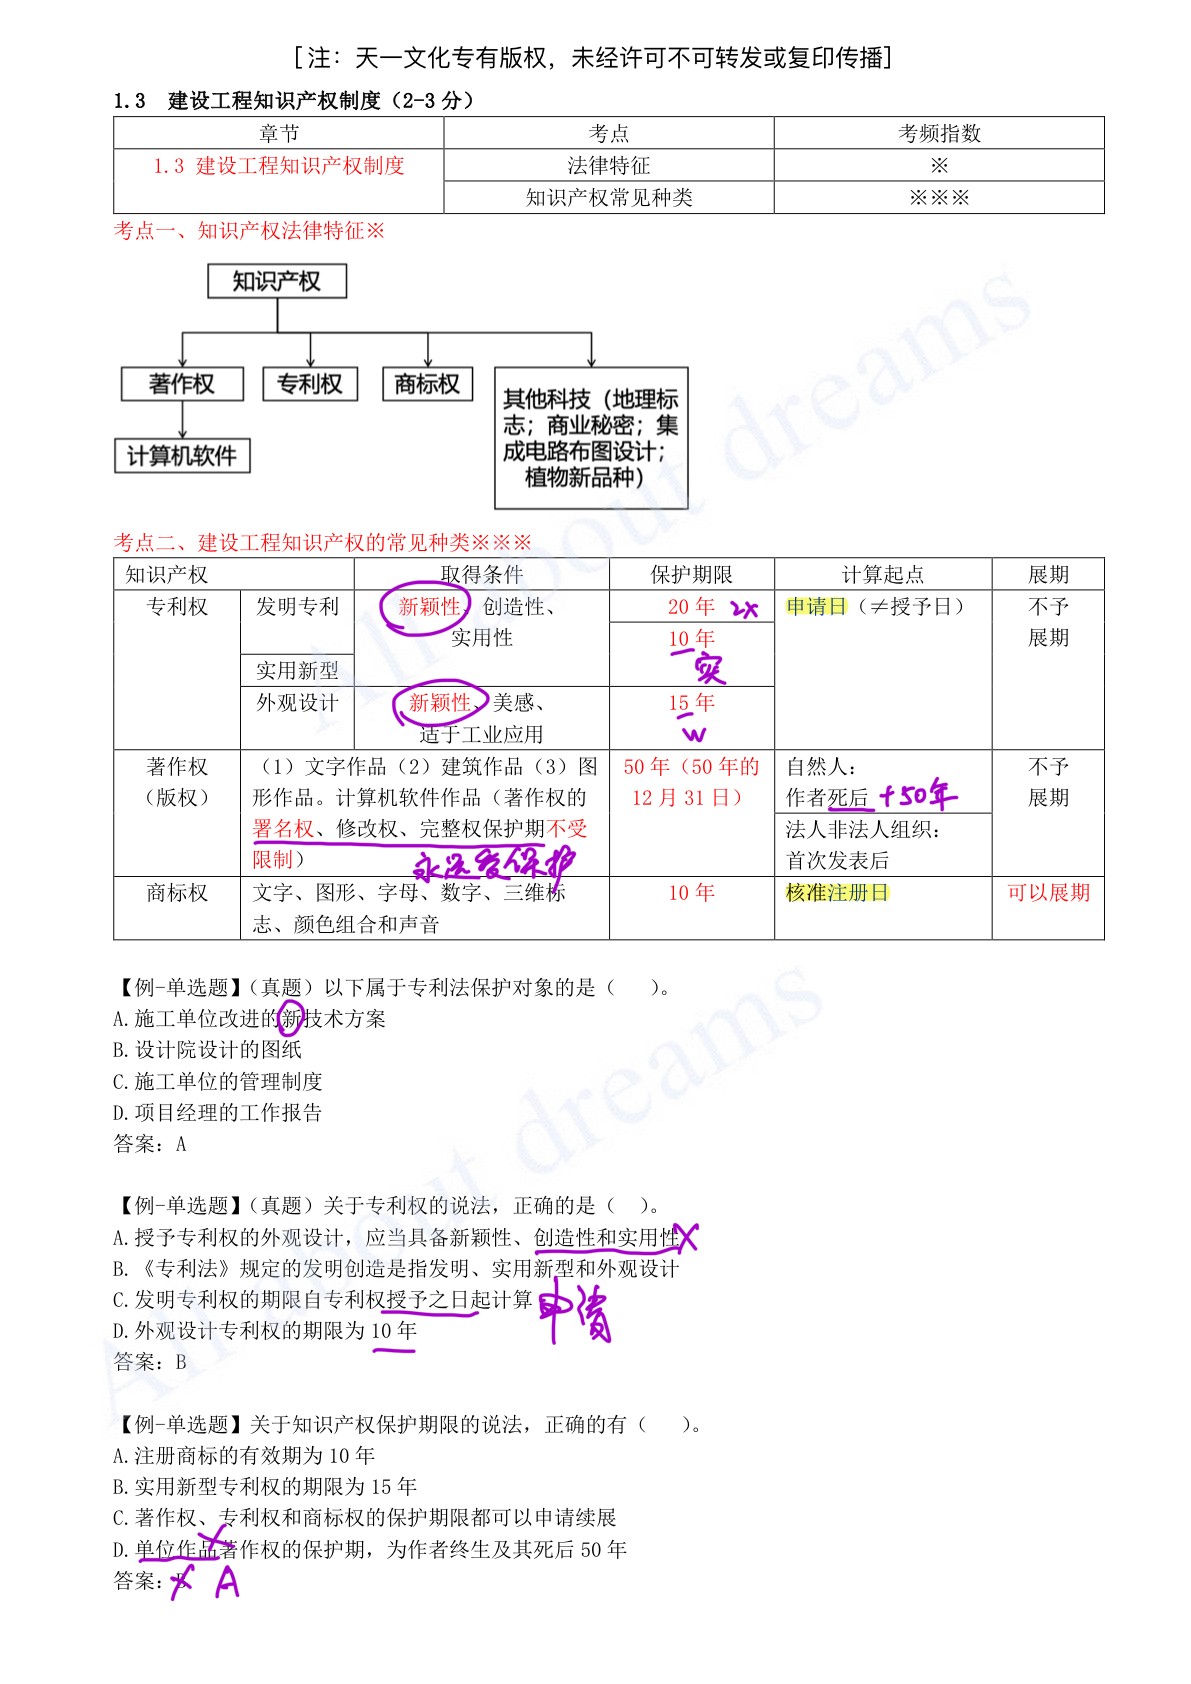 [注：天一文化专有版权，未经许可不可转发或复印传播]
1.3 建设工程知识产权制度（2-3 分）
章节 考点 考频指数
1.3 建设工程知识产权制度 法律特征 ※
知识产权常见种类 ※※※
考点一、知识产权法律特征※
知识产权
著作权 专利权 商标权
其他科技（地理标
志；商业秘密；集
成电路布图设计；
植物新品种）
计算机软件
考点二、建设工程知识产权的常见种类※※※
知识产权 取得条件 保护期限 计算起点 展期
专利权 发明专利 新颖性、创造性、 20 年 2x 申请日（≠授予日） 不予
实用性 10 年 展期
实用新型 实
外观设计 新颖性、美感、 15 年
适于工业应用 w
著作权 （1）文字作品（2）建筑作品（3）图 50 年（50 年的 自然人： 不予
（版权） 形作品。计算机软件作品（著作权的 12 月 31 日） 作者死后 +50年 展期
署名权、修改权、完整权保护期不受 法人非法人组织：
限制） 永远受保护 首次发表后
商标权 文字、图形、字母、数字、三维标 10 年 核准注册日 可以展期
志、颜色组合和声音
【例-单选题】（真题）以下属于专利法保护对象的是（ ）。
A.施工单位改进的新技术方案
B.设计院设计的图纸
C.施工单位的管理制度
D.项目经理的工作报告
答案：A
【例-单选题】（真题）关于专利权的说法，正确的是（ ）。
A.授予专利权的外观设计，应当具备新颖性、创造性和实用性 X
B.《专利法》规定的发明创造是指发明、实用新型和外观设计
C.发明专利权的期限自专利权授予之日起计算 申请
D.外观设计专利权的期限为 10 年
答案：B
【例-单选题】关于知识产权保护期限的说法，正确的有（ ）。
A.注册商标的有效期为 10 年
B.实用新型专利权的期限为 15 年
C.著作权、专利权和商标权的保护期限都可以申请续展
D.单位作品著作权的保护期，为作者终生及其死后 50 年
答案： A
All about dreams
All about dreams